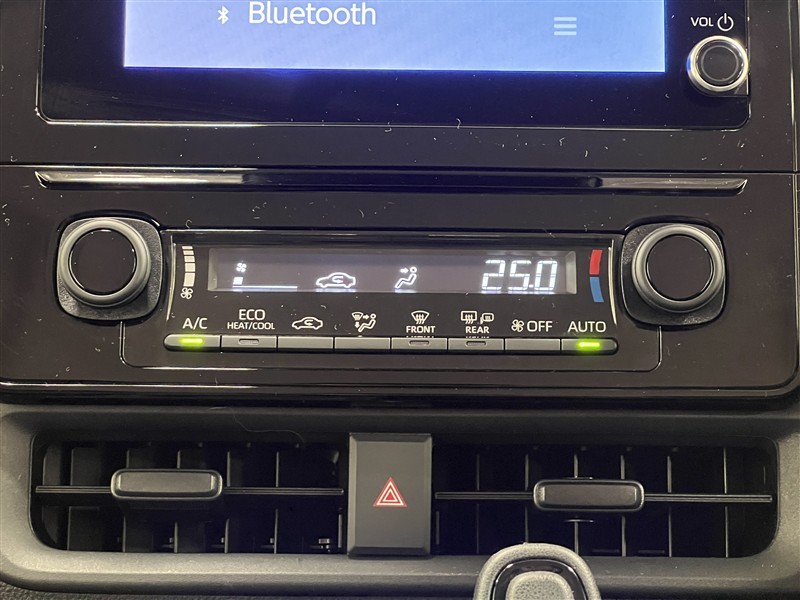 Bluetooth
VOL
25.0
A/C
ECO
HEAT/COOL
FRONT
REAR
OFF
AUTO